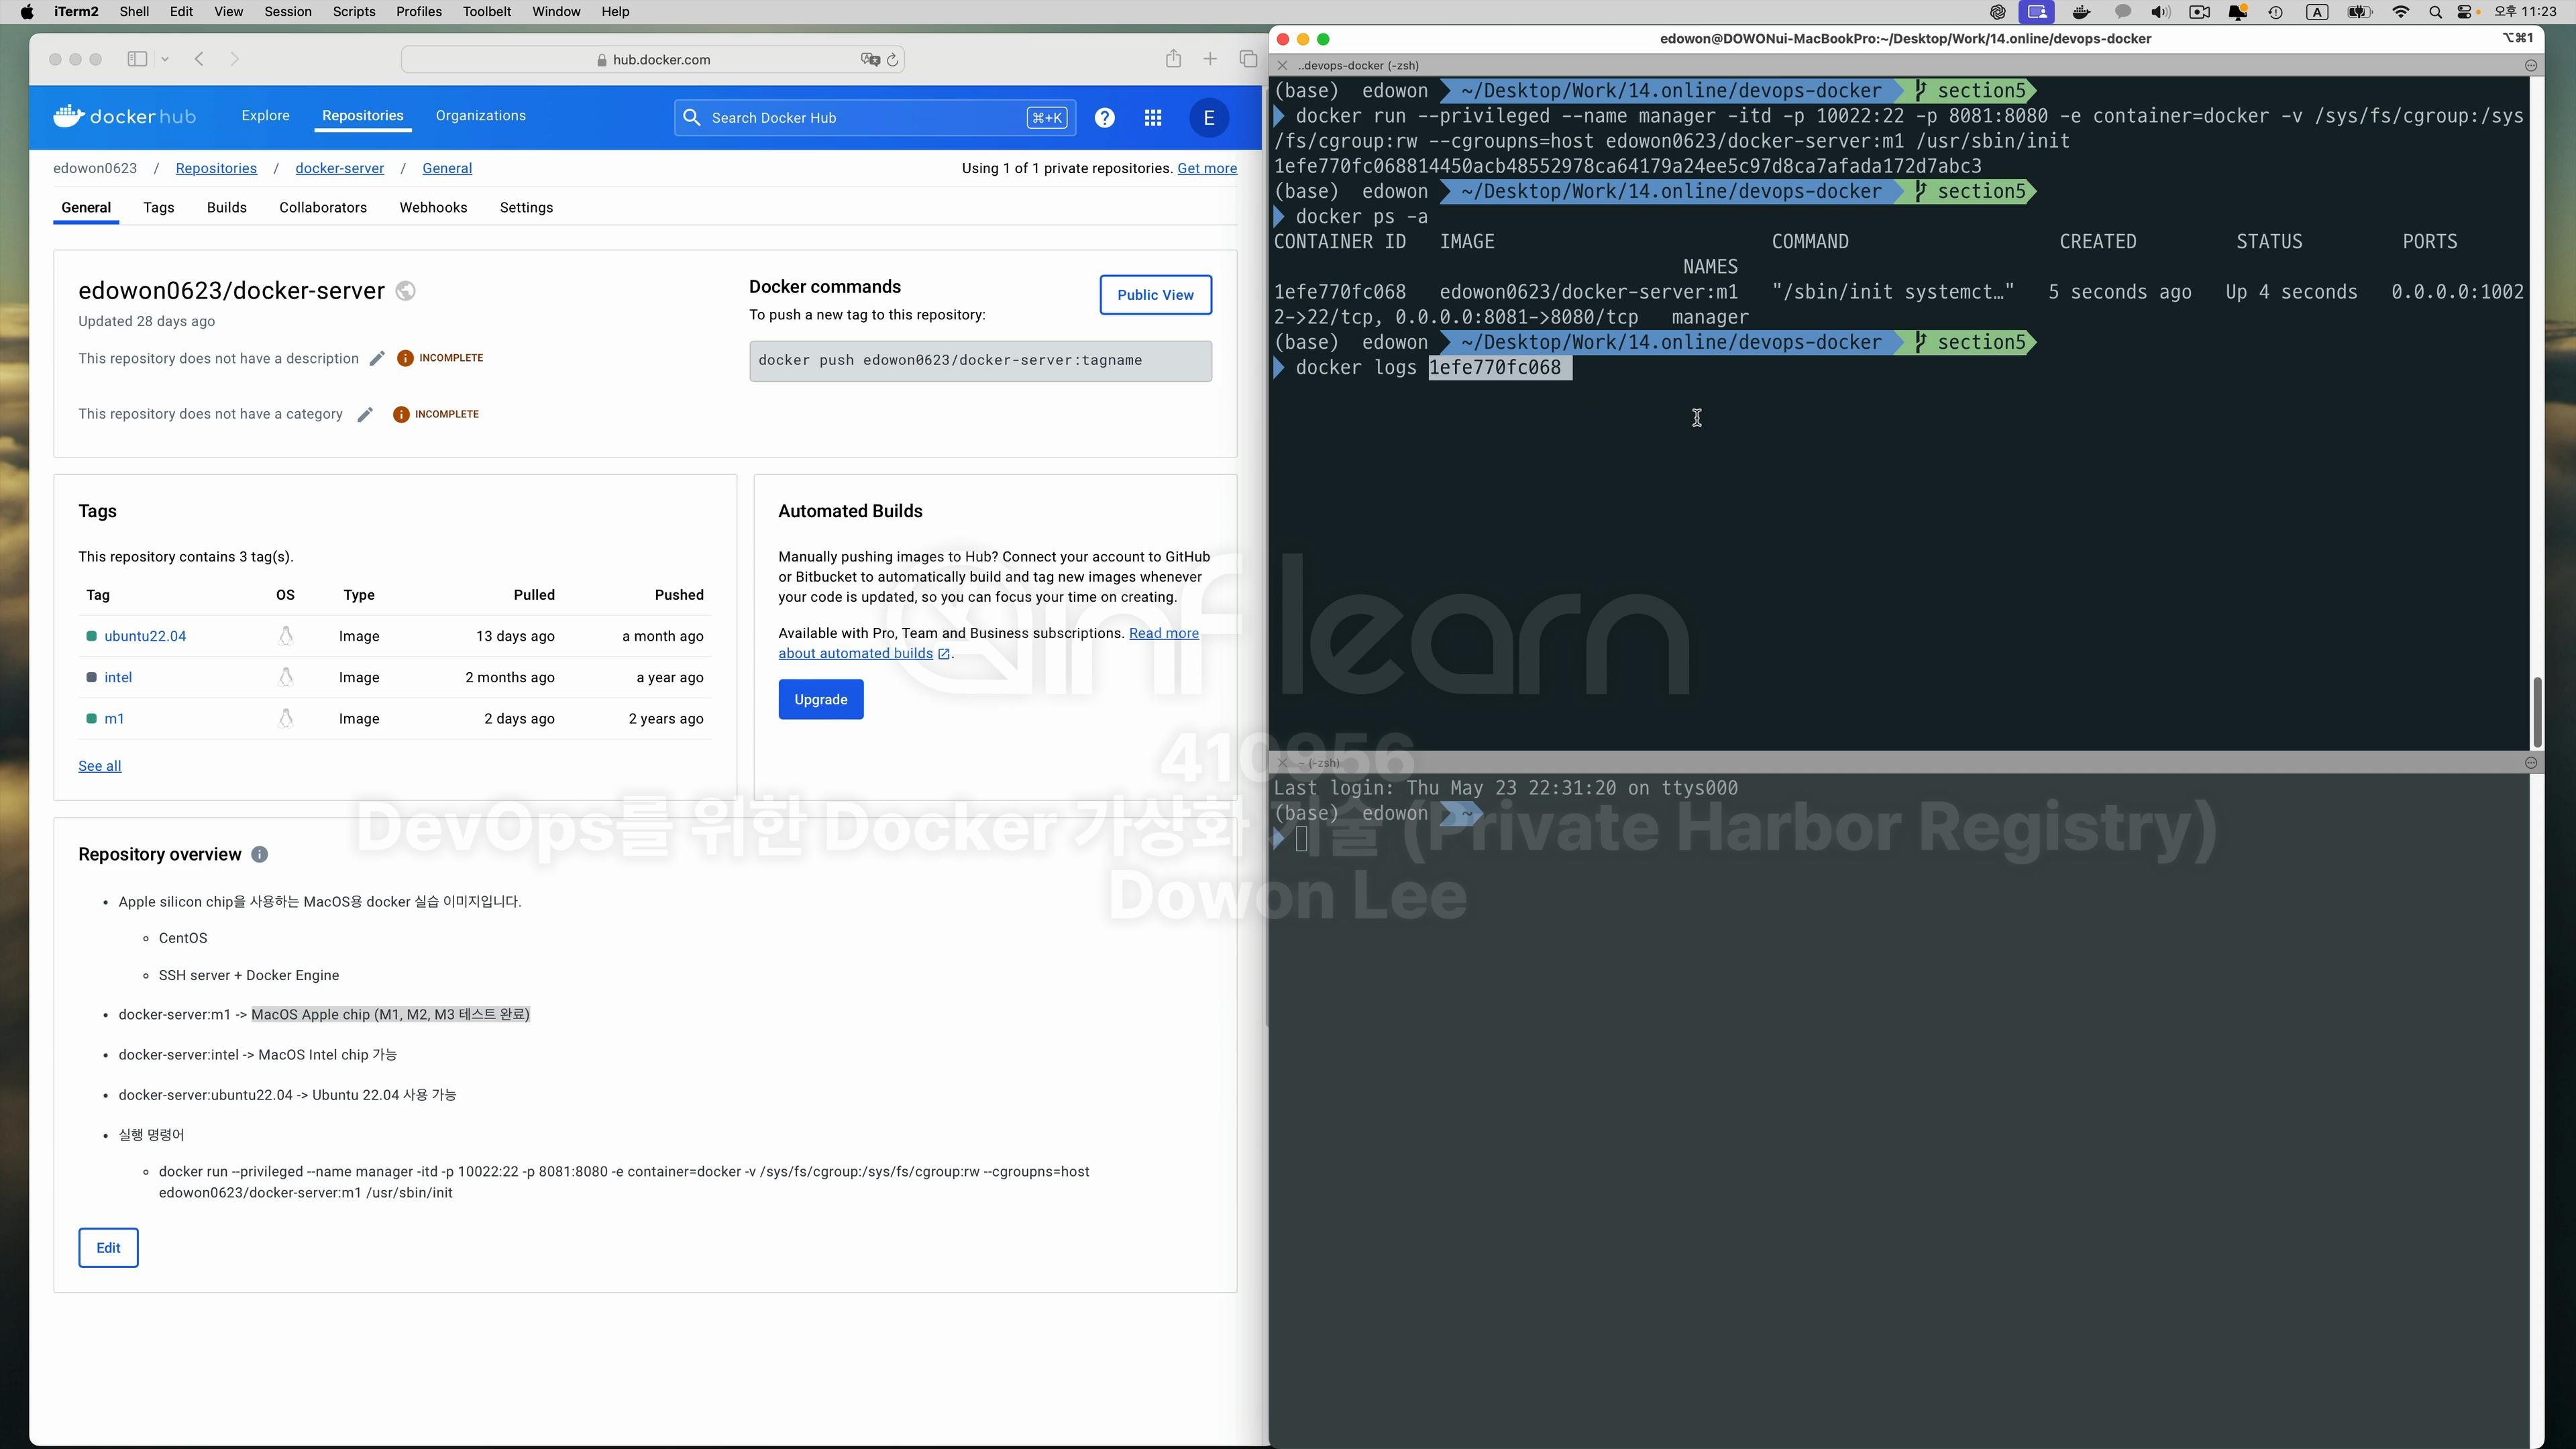 iTerm2 Shell Edit View Session Scripts Profiles Toolbelt Window Help
A 오후 11:23
hub.docker.com
docker hub Explore Repositories Organizations Search Docker Hub ⌘+K ? E
edowon0623 / Repositories / docker-server / General Using 1 of 1 private repositories. Get more
General Tags Builds Collaborators Webhooks Settings
edowon0623/docker-server
Updated 28 days ago
This repository does not have a description INCOMPLETE
This repository does not have a category INCOMPLETE
Docker commands
Public View
To push a new tag to this repository:
docker push edowon0623/docker-server:tagname
Tags
This repository contains 3 tag(s).
Tag OS Type Pulled Pushed
ubuntu22.04 Image 13 days ago a month ago
intel Image 2 months ago a year ago
m1 Image 2 days ago 2 years ago
See all
Automated Builds
Manually pushing images to Hub? Connect your account to GitHub
or Bitbucket to automatically build and tag new images whenever
your code is updated, so you can focus your time on creating.
Available with Pro, Team and Business subscriptions. Read more
about automated builds.
Upgrade
Repository overview
Apple silicon chip을 사용하는 MacOS용 docker 실습 이미지입니다.
CentOS
SSH server + Docker Engine
docker-server:m1 -> MacOS Apple chip (M1, M2, M3 테스트 완료)
docker-server:intel -> MacOS Intel chip 가능
docker-server:ubuntu22.04 -> Ubuntu 22.04 사용 가능
실행 명령어
docker run --privileged --name manager -itd -p 10022:22 -p 8081:8080 -e container=docker -v /sys/fs/cgroup:/sys/fs/cgroup:rw --cgroupns=host
edowon0623/docker-server:m1 /usr/sbin/init
Edit
edowon@DOWONui-MacBookPro:~/Desktop/Work/14.online/devops-docker ⌥⌘1
..devops-docker (-zsh)
(base) edowon ~/Desktop/Work/14.online/devops-docker section5
docker run --privileged --name manager -itd -p 10022:22 -p 8081:8080 -e container=docker -v /sys/fs/cgroup:/sys
/fs/cgroup:rw --cgroupns=host edowon0623/docker-server:m1 /usr/sbin/init
1efe770fc068814450acb48552978ca64179a24ee5c97d8ca7afada172d7abc3
(base) edowon ~/Desktop/Work/14.online/devops-docker section5
docker ps -a
CONTAINER ID IMAGE COMMAND CREATED STATUS PORTS
NAMES
1efe770fc068 edowon0623/docker-server:m1 "/sbin/init systemct…" 5 seconds ago Up 4 seconds 0.0.0.0:1002
2->22/tcp, 0.0.0.0:8081->8080/tcp manager
(base) edowon ~/Desktop/Work/14.online/devops-docker section5
docker logs 1efe770fc068
~ (-zsh)
Last login: Thu May 23 22:31:20 on ttys000
(base) edowon ~
inflearn
410956
DevOps를 위한 Docker 가상화 기술 (Private Harbor Registry)
Dowon Lee